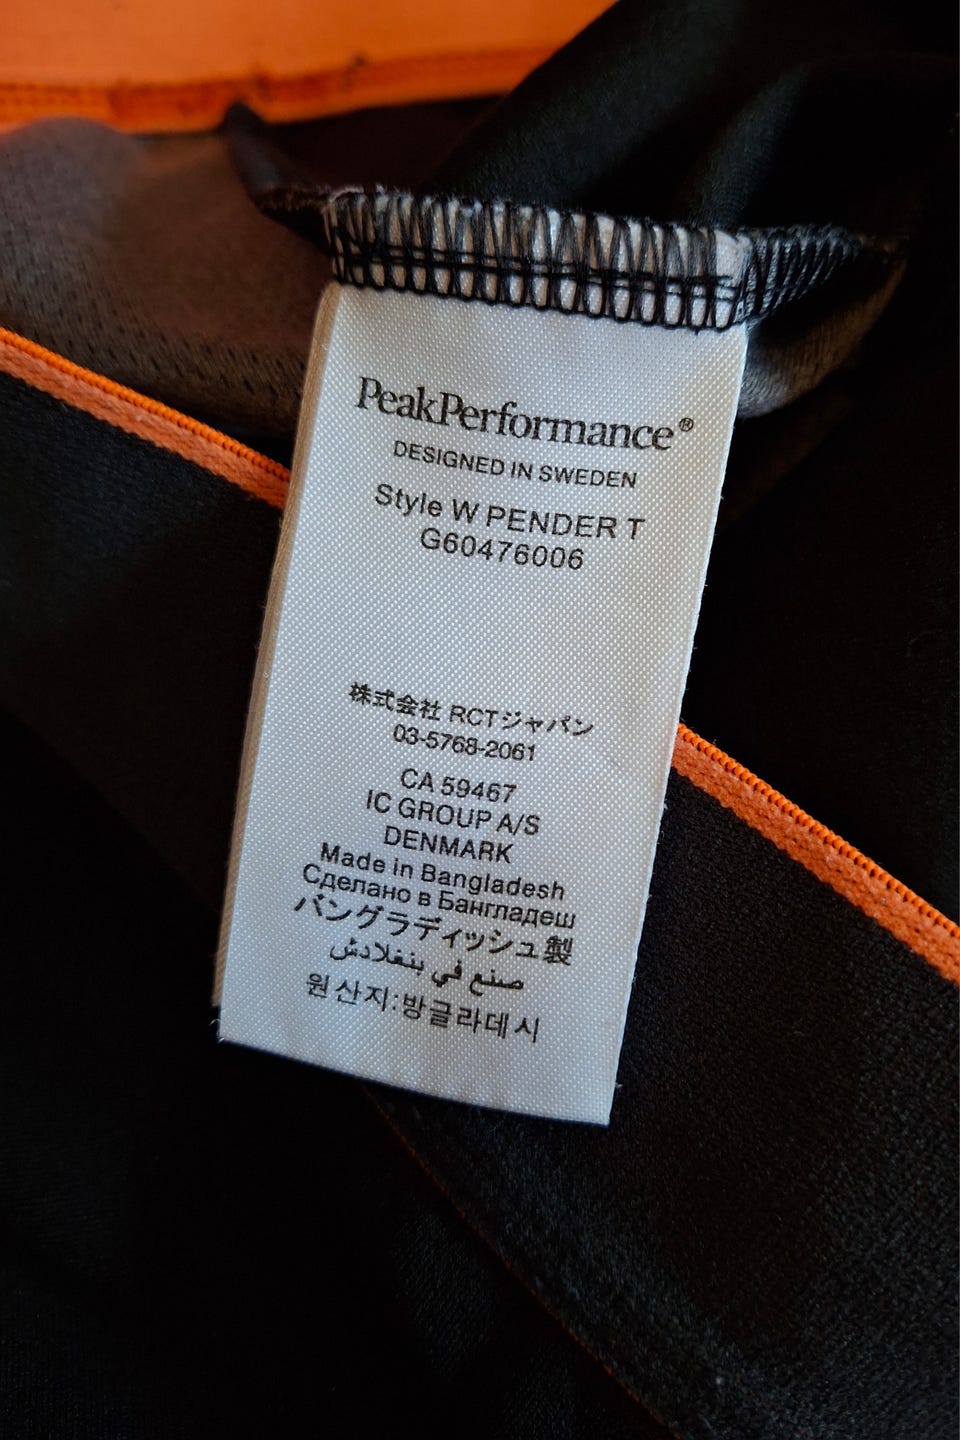 PeakPerformance®
DESIGNED IN SWEDEN
Style W PENDER T
G60476006
株式会社 RCTジャパン
03-5768-2061
CA 59467
IC GROUP A/S
DENMARK
Made in Bangladesh
Сделано в Бангладеш
バングラディッシュ製
صنع في بنغلادش
원산지:방글라데시